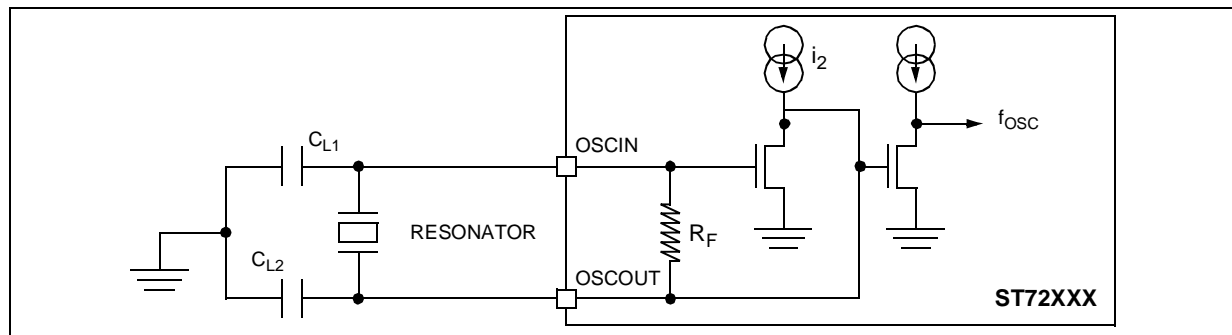 i2
fOSC
CL1
OSCIN
RESONATOR
RF
CL2
OSCOUT
ST72XXX